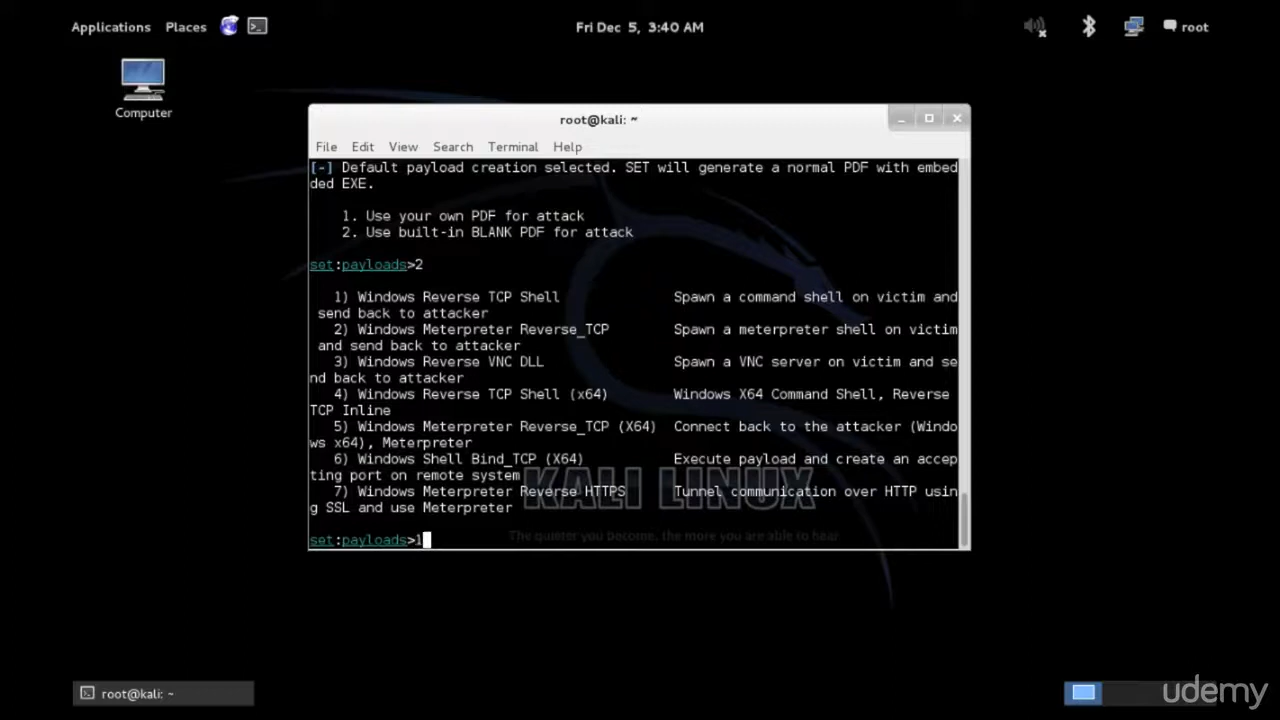 Applications Places Fri Dec 5, 3:40 AM root
Computer
root@kali: ~
File Edit View Search Terminal Help
[-] Default payload creation selected. SET will generate a normal PDF with embed
ded EXE.
1. Use your own PDF for attack
2. Use built-in BLANK PDF for attack
set:payloads>2
1) Windows Reverse TCP Shell Spawn a command shell on victim and
send back to attacker
2) Windows Meterpreter Reverse_TCP Spawn a meterpreter shell on victim
and send back to attacker
3) Windows Reverse VNC DLL Spawn a VNC server on victim and se
nd back to attacker
4) Windows Reverse TCP Shell (x64) Windows X64 Command Shell, Reverse
TCP Inline
5) Windows Meterpreter Reverse_TCP (X64) Connect back to the attacker (Windo
ws x64), Meterpreter
6) Windows Shell Bind_TCP (X64) Execute payload and create an accep
ting port on remote system
7) Windows Meterpreter Reverse HTTPS Tunnel communication over HTTP usin
g SSL and use Meterpreter
KALI LINUX
The quieter you become, the more you are able to hear
set:payloads>1
root@kali: ~
udemy